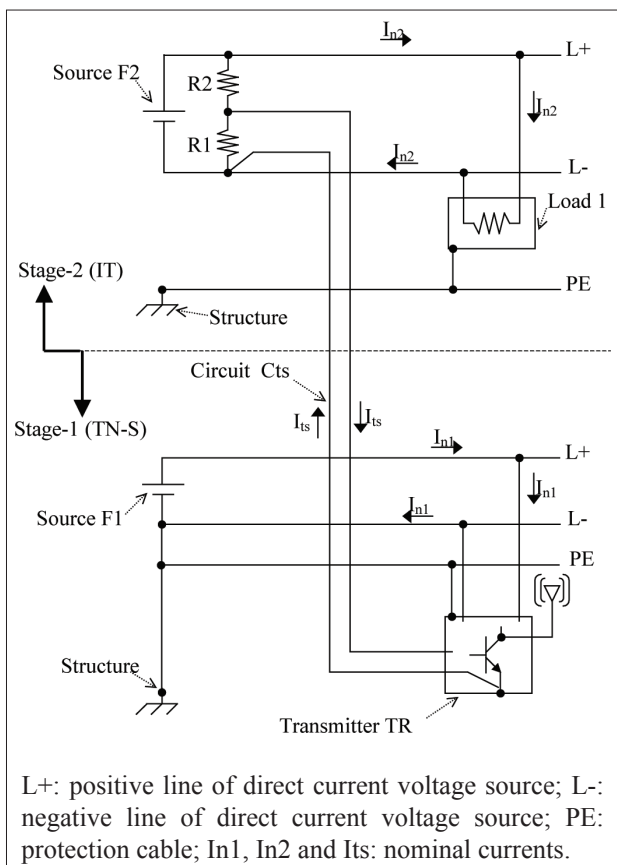 In2
L+
Source F2
R2
In2
R1
In2
L-
Load 1
Stage-2 (IT)
PE
Structure
Circuit Cts
Its
Its
Stage-1 (TN-S)
In1
L+
In1
Source F1
In1
L-
PE
Structure
Transmitter TR
L+: positive line of direct current voltage source; L-:
negative line of direct current voltage source; PE:
protection cable; In1, In2 and Its: nominal currents.